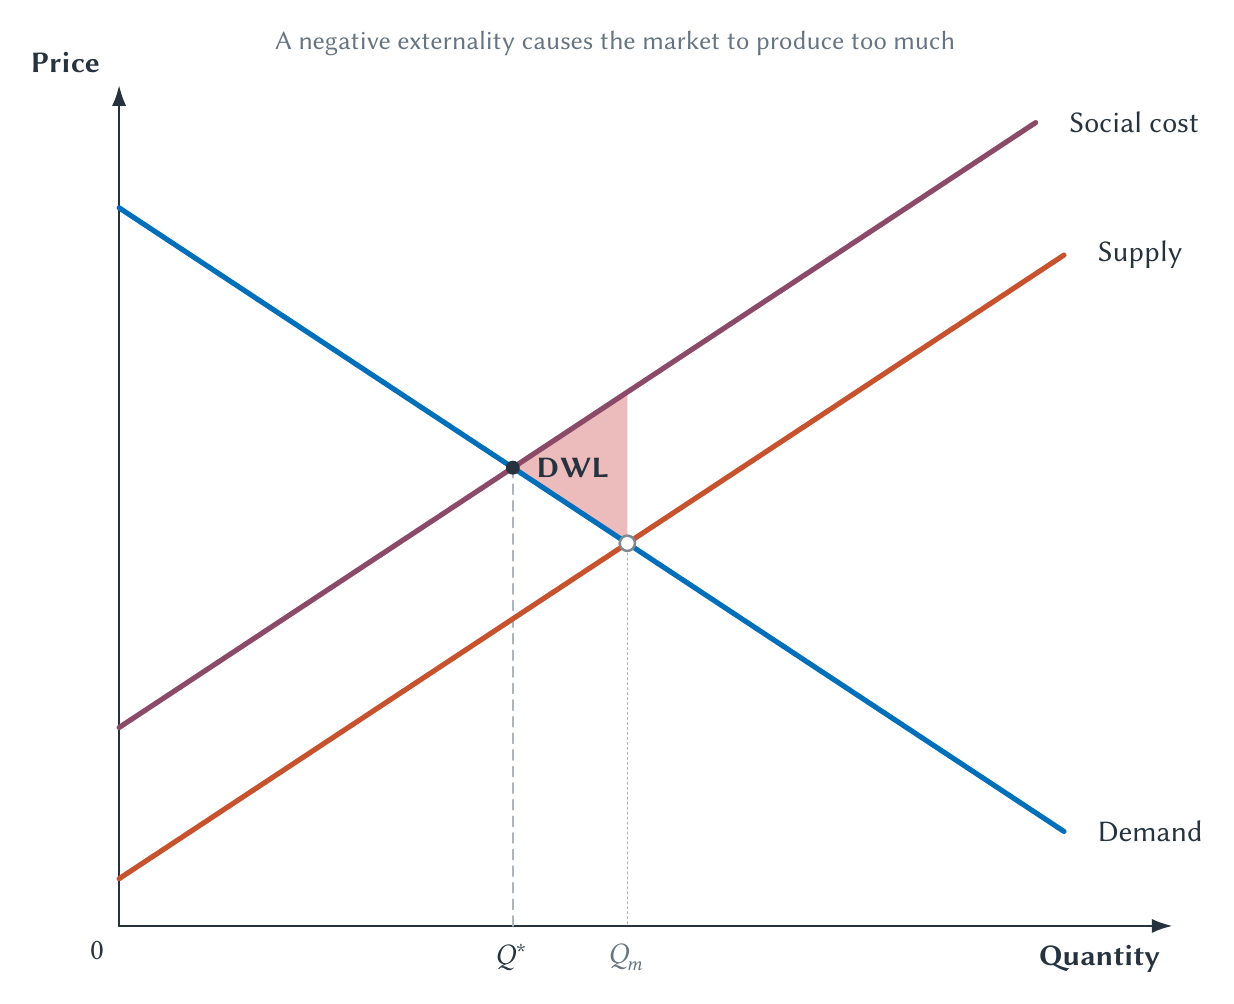 A negative externality causes the market to produce too much
Price
Social cost
Supply
DWL
Demand
0
Q*
Qm
Quantity